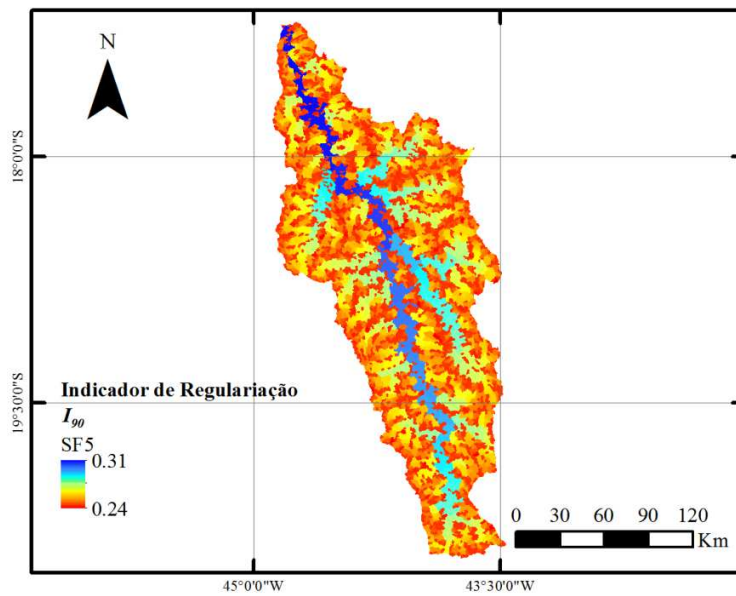 N
18°0'0"S
19°30'0"S
Indicador de Regulariação
I90
SF5
0.31
0.24
0 30 60 90 120
Km
45°0'0"W 43°30'0"W